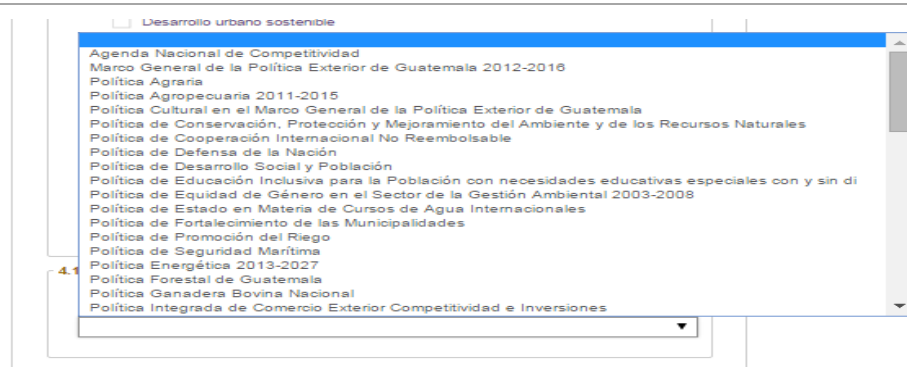 Desarrollo urbano sostenible
Agenda Nacional de Competitividad
Marco General de la Política Exterior de Guatemala 2012-2016
Política Agraria
Política Agropecuaria 2011-2015
Política Cultural en el Marco General de la Política Exterior de Guatemala
Política de Conservación, Protección y Mejoramiento del Ambiente y de los Recursos Naturales
Política de Cooperación Internacional No Reembolsable
Política de Defensa de la Nación
Política de Desarrollo Social y Población
Política de Educación Inclusiva para la Población con necesidades educativas especiales con y sin di
Política de Equidad de Género en el Sector de la Gestión Ambiental 2003-2008
Política de Estado en Materia de Cursos de Agua Internacionales
Política de Fortalecimiento de las Municipalidades
Política de Promoción del Riego
Política de Seguridad Marítima
Política Energética 2013-2027
4.1
Política Forestal de Guatemala
Política Ganadera Bovina Nacional
Política Integrada de Comercio Exterior Competitividad e Inversiones